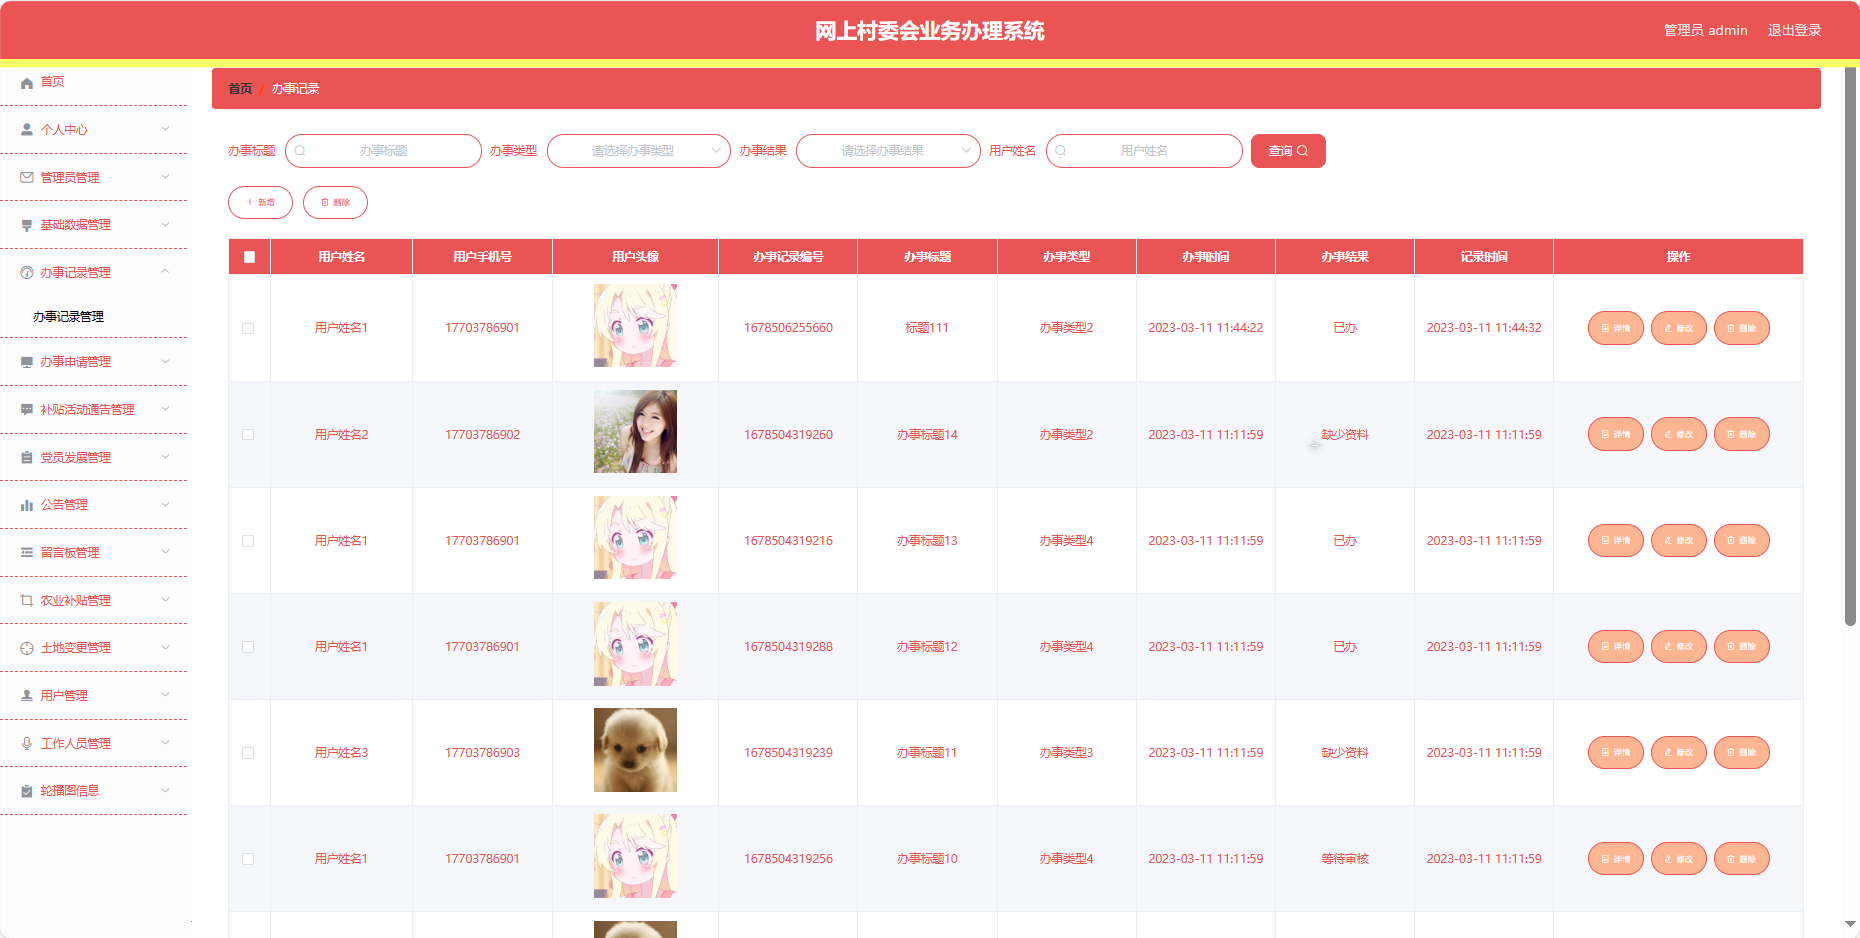 网上村委会业务办理系统
管理员 admin 退出登录
首页
个人中心
管理员管理
基础数据管理
办事记录管理
办事记录管理
办事申请管理
补贴活动通告管理
党员发展管理
公告管理
留言板管理
农业补贴管理
土地变更管理
用户管理
工作人员管理
轮播图信息
首页 / 办事记录
办事标题 办事标题 办事类型 请选择办事类型 办事结果 请选择办事结果 用户姓名 用户姓名 查询
+ 新增 删除
用户姓名 用户手机号 用户头像 办事记录编号 办事标题 办事类型 办事时间 办事结果 记录时间 操作
用户姓名1 17703786901 1678506255660 标题111 办事类型2 2023-03-11 11:44:22 已办 2023-03-11 11:44:32 详情 修改 删除
用户姓名2 17703786902 1678504319260 办事标题14 办事类型2 2023-03-11 11:11:59 缺少资料 2023-03-11 11:11:59 详情 修改 删除
用户姓名1 17703786901 1678504319216 办事标题13 办事类型4 2023-03-11 11:11:59 已办 2023-03-11 11:11:59 详情 修改 删除
用户姓名1 17703786901 1678504319288 办事标题12 办事类型4 2023-03-11 11:11:59 已办 2023-03-11 11:11:59 详情 修改 删除
用户姓名3 17703786903 1678504319239 办事标题11 办事类型3 2023-03-11 11:11:59 缺少资料 2023-03-11 11:11:59 详情 修改 删除
用户姓名1 17703786901 1678504319256 办事标题10 办事类型4 2023-03-11 11:11:59 等待审核 2023-03-11 11:11:59 详情 修改 删除